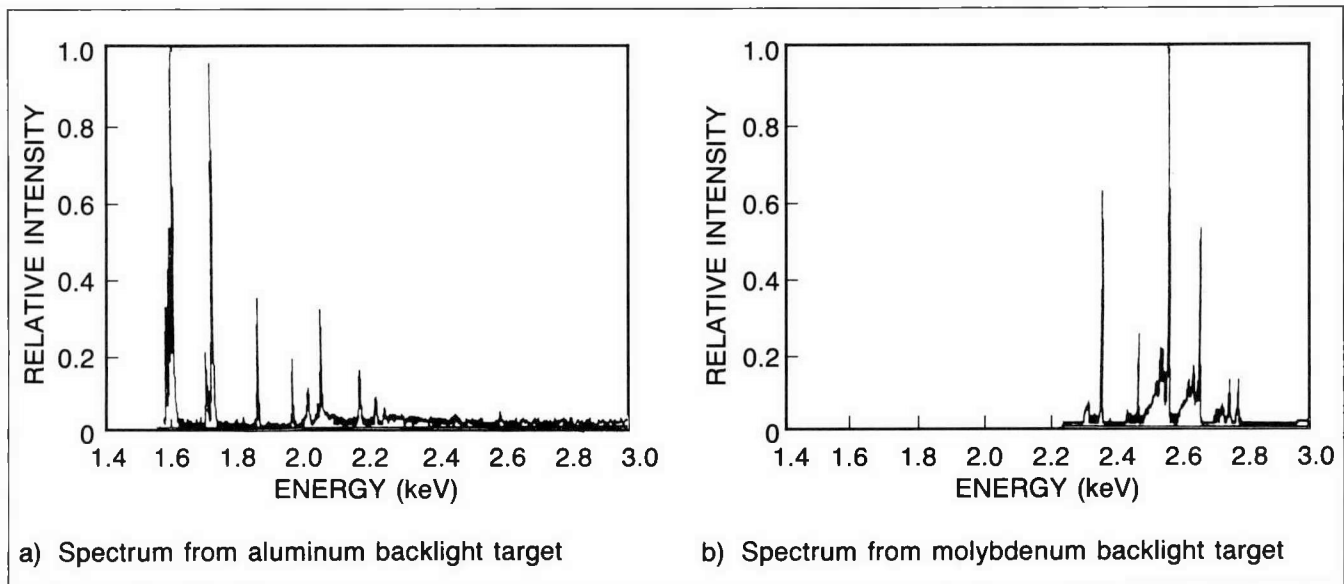 1.0
0.8
0.6
0.4
0.2
0
RELATIVE INTENSITY
1.4 1.6 1.8 2.0 2.2 2.4 2.6 2.8 3.0
ENERGY (keV)
a) Spectrum from aluminum backlight target
1.0
0.8
0.6
0.4
0.2
0
RELATIVE INTENSITY
1.4 1.6 1.8 2.0 2.2 2.4 2.6 2.8 3.0
ENERGY (keV)
b) Spectrum from molybdenum backlight target